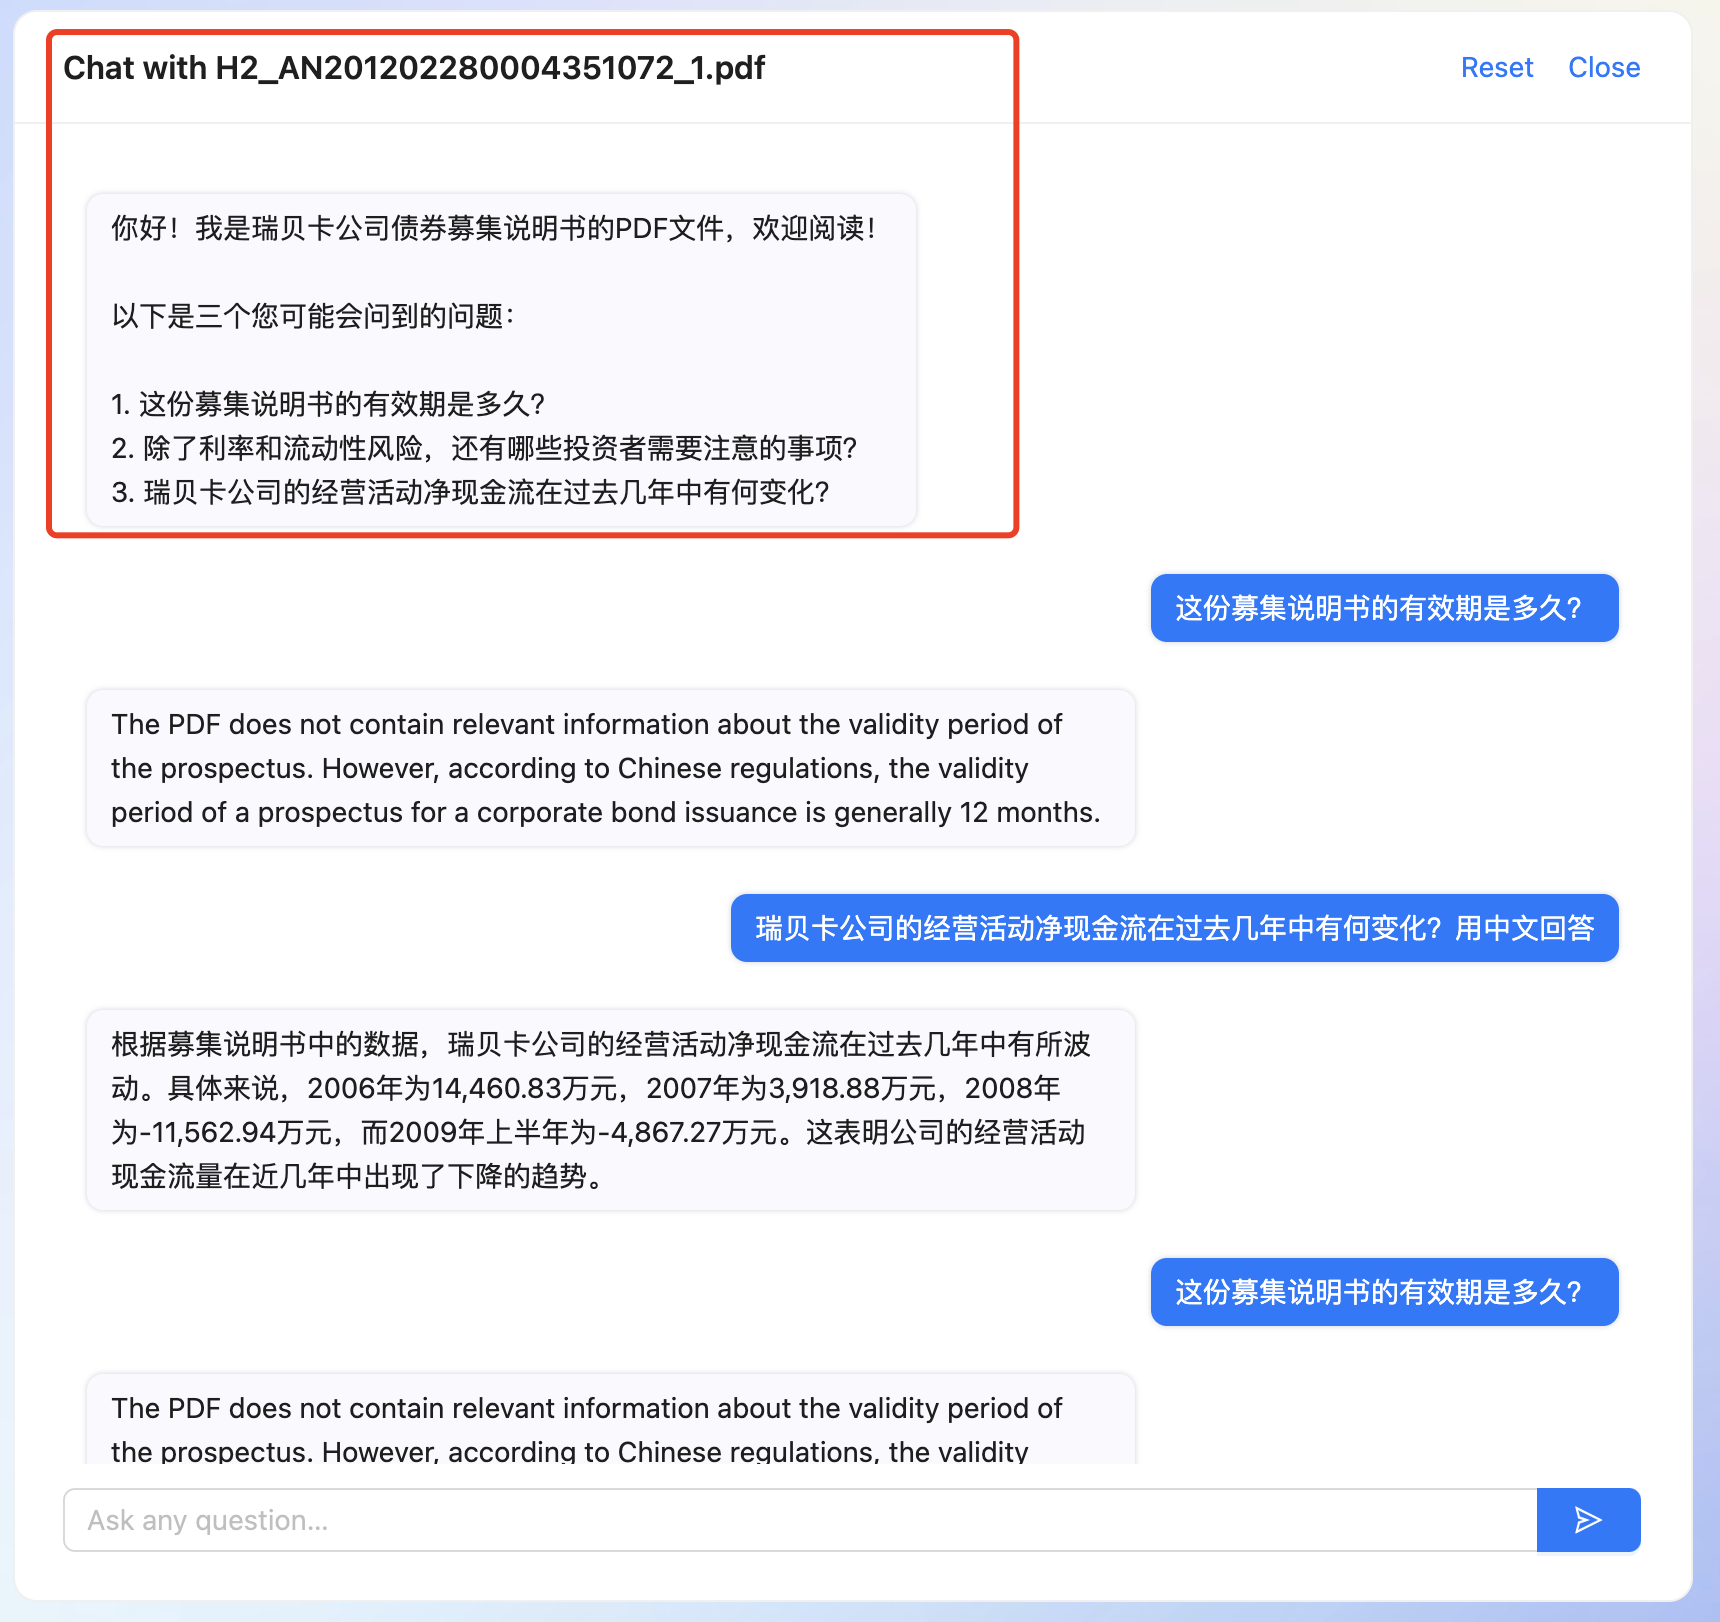 Chat with H2_AN201202280004351072_1.pdf
Reset
Close
你好！我是瑞贝卡公司债券募集说明书的PDF文件，欢迎阅读！
以下是三个您可能会问到的问题：
1. 这份募集说明书的有效期是多久？
2. 除了利率和流动性风险，还有哪些投资者需要注意的事项？
3. 瑞贝卡公司的经营活动净现金流在过去几年中有何变化？
这份募集说明书的有效期是多久？
The PDF does not contain relevant information about the validity period of
the prospectus. However, according to Chinese regulations, the validity
period of a prospectus for a corporate bond issuance is generally 12 months.
瑞贝卡公司的经营活动净现金流在过去几年中有何变化？用中文回答
根据募集说明书中的数据，瑞贝卡公司的经营活动净现金流在过去几年中有所波
动。具体来说，2006年为14,460.83万元，2007年为3,918.88万元，2008年
为-11,562.94万元，而2009年上半年为-4,867.27万元。这表明公司的经营活动
现金流量在近几年中出现了下降的趋势。
这份募集说明书的有效期是多久？
The PDF does not contain relevant information about the validity period of
the prospectus. However, according to Chinese regulations, the validity
Ask any question...